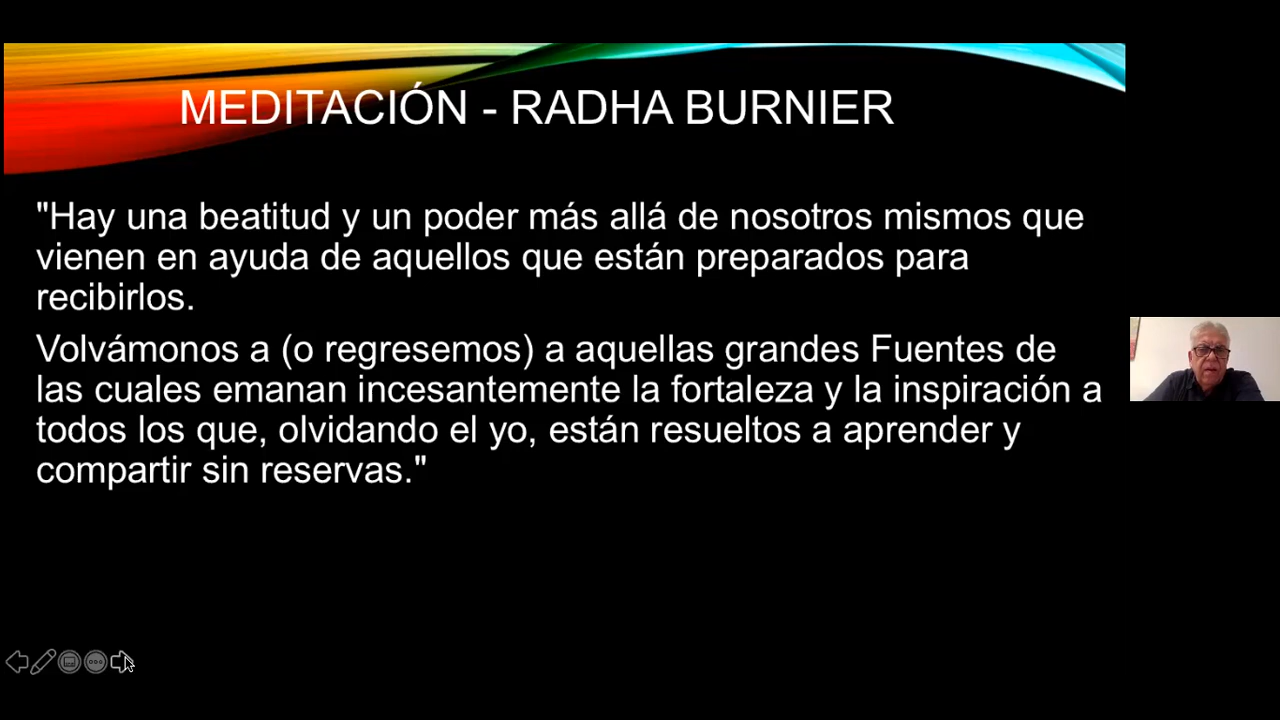 MEDITACIÓN - RADHA BURNIER
"Hay una beatitud y un poder más allá de nosotros mismos que
vienen en ayuda de aquellos que están preparados para
recibirlos.
Volvámonos a (o regresemos) a aquellas grandes Fuentes de
las cuales emanan incesantemente la fortaleza y la inspiración a
todos los que, olvidando el yo, están resueltos a aprender y
compartir sin reservas."